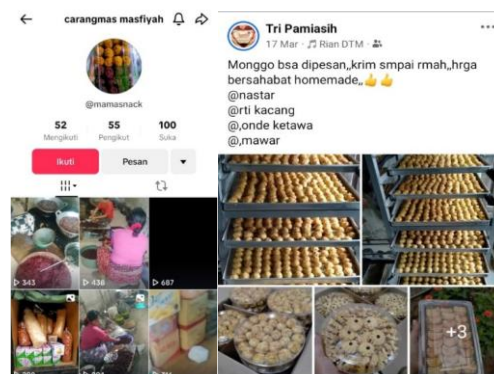 carangmas masfiyah
@mamasnack
52 55 100
Mengikuti Pengikut Suka
Ikuti Pesan
343 436 687
Tri Pamiasih
17 Mar · Rian DTM ·
Monggo bsa dipesan,,krim smpai rmah,,hrga
bersahabat homemade,,👍👍
@nastar
@rti kacang
@,onde ketawa
@,mawar
+3